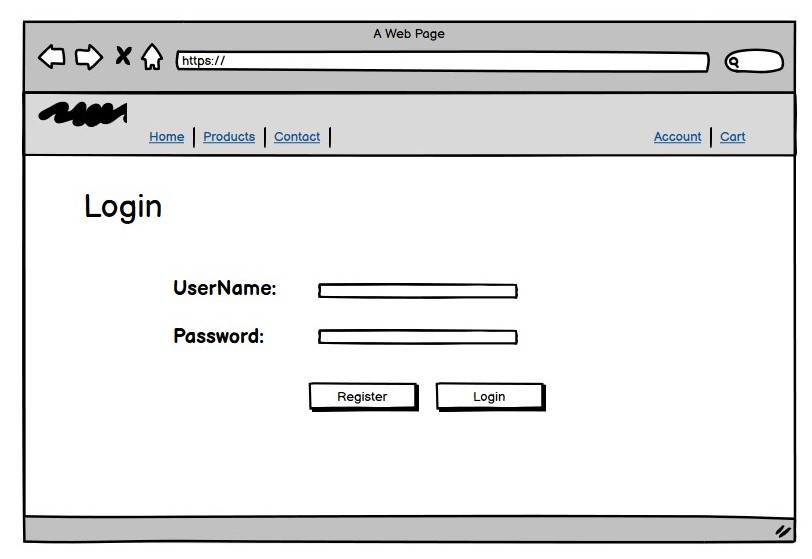 A Web Page
https://
Home Products Contact Account Cart
Login
UserName:
Password:
Register Login